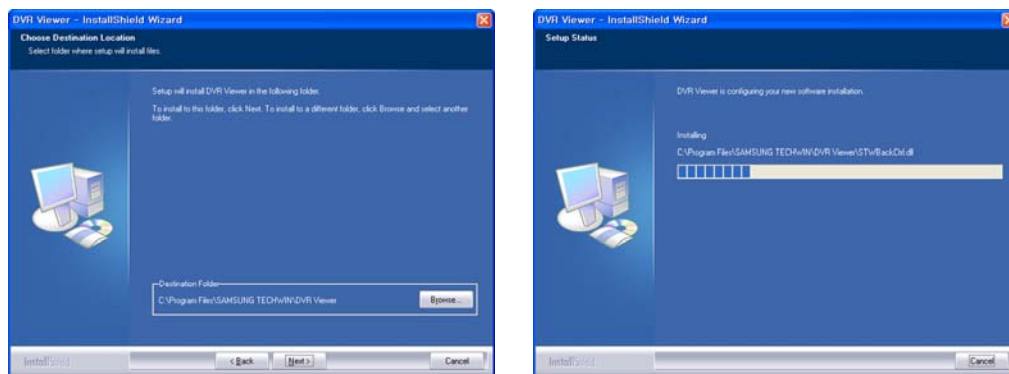 DVR Viewer - InstallShield Wizard
Choose Destination Location
Select folder where setup will install files.
Setup will install DVR Viewer in the following folder.
To install to this folder, click Next. To install to a different folder, click Browse and select another
folder.
Destination Folder
C:\Program Files\SAMSUNG TECHWIN\DVR Viewer
Browse...
InstallShield
< Back
Next >
Cancel
DVR Viewer - InstallShield Wizard
Setup Status
DVR Viewer is configuring your new software installation.
Installing
C:\Program Files\SAMSUNG TECHWIN\DVR Viewer\STWBackCtrl.dll
InstallShield
Cancel